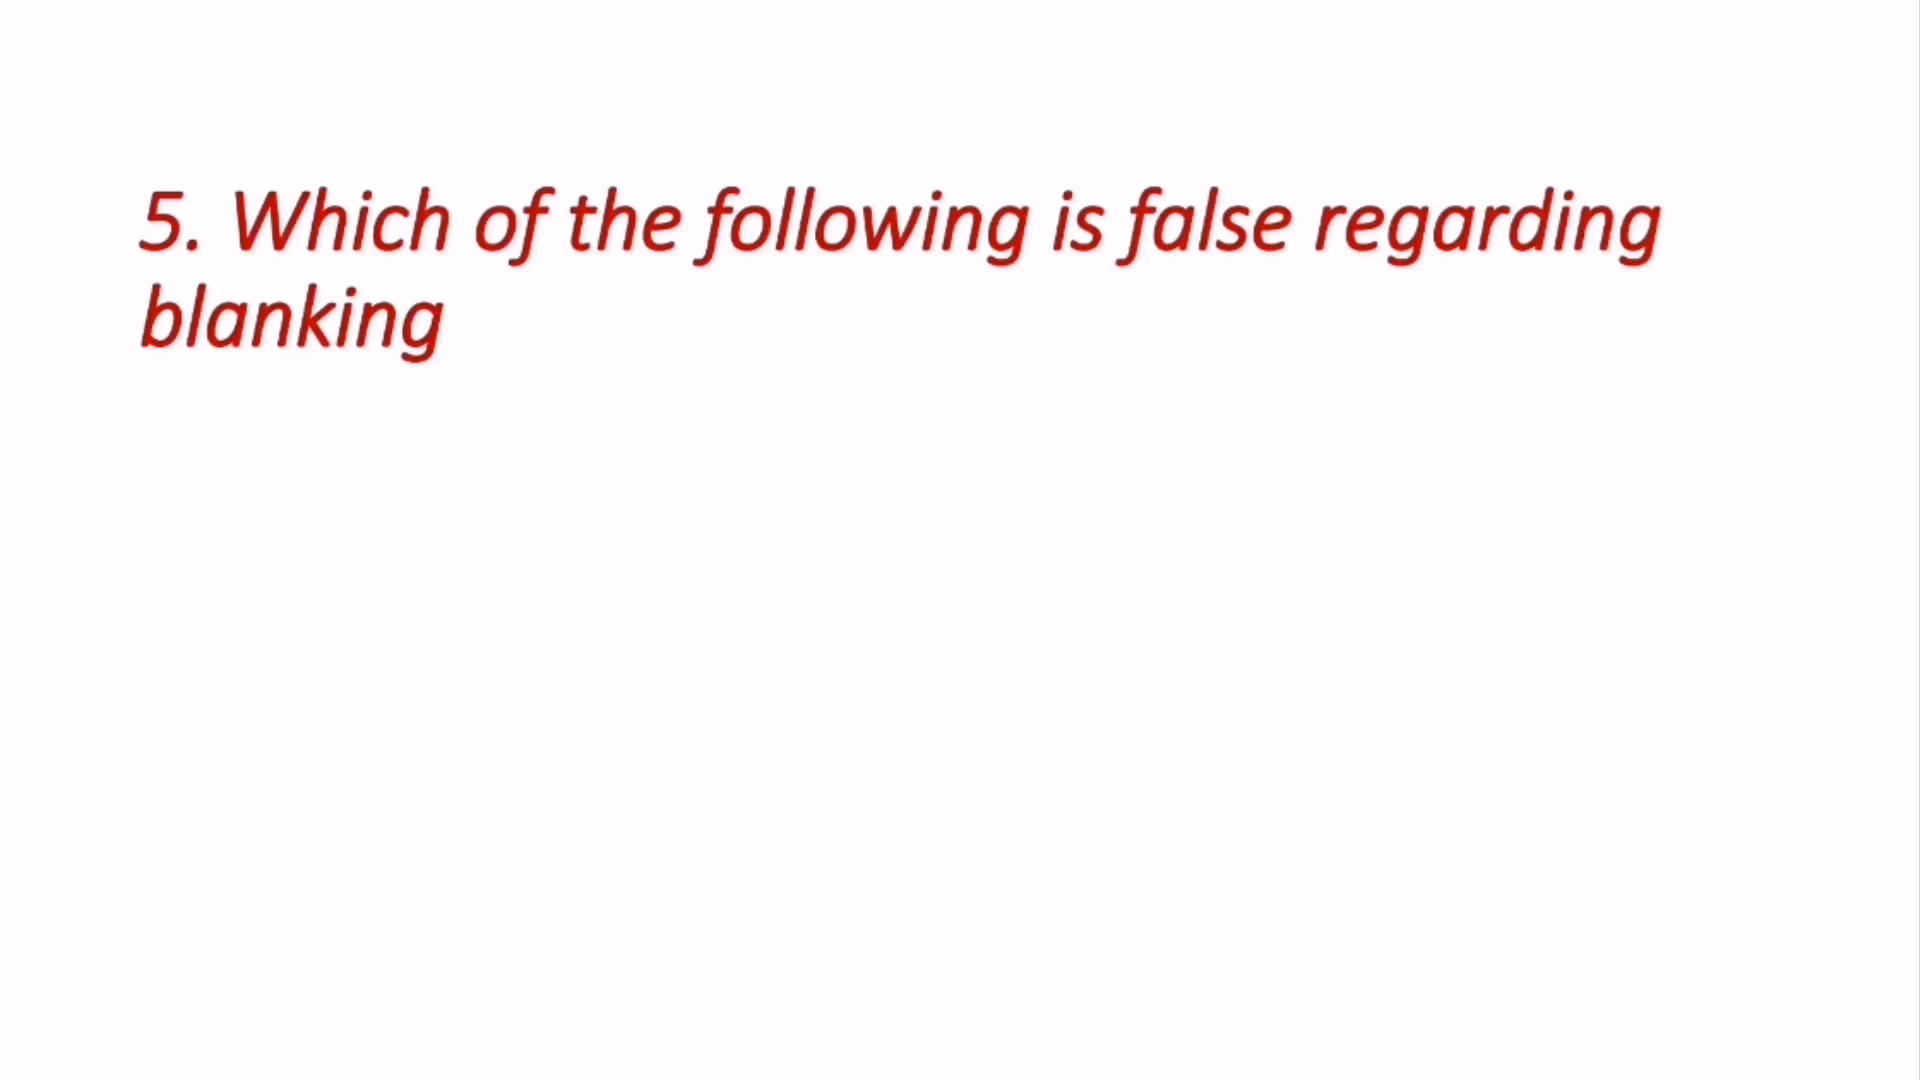 5. Which of the following is false regarding
blanking